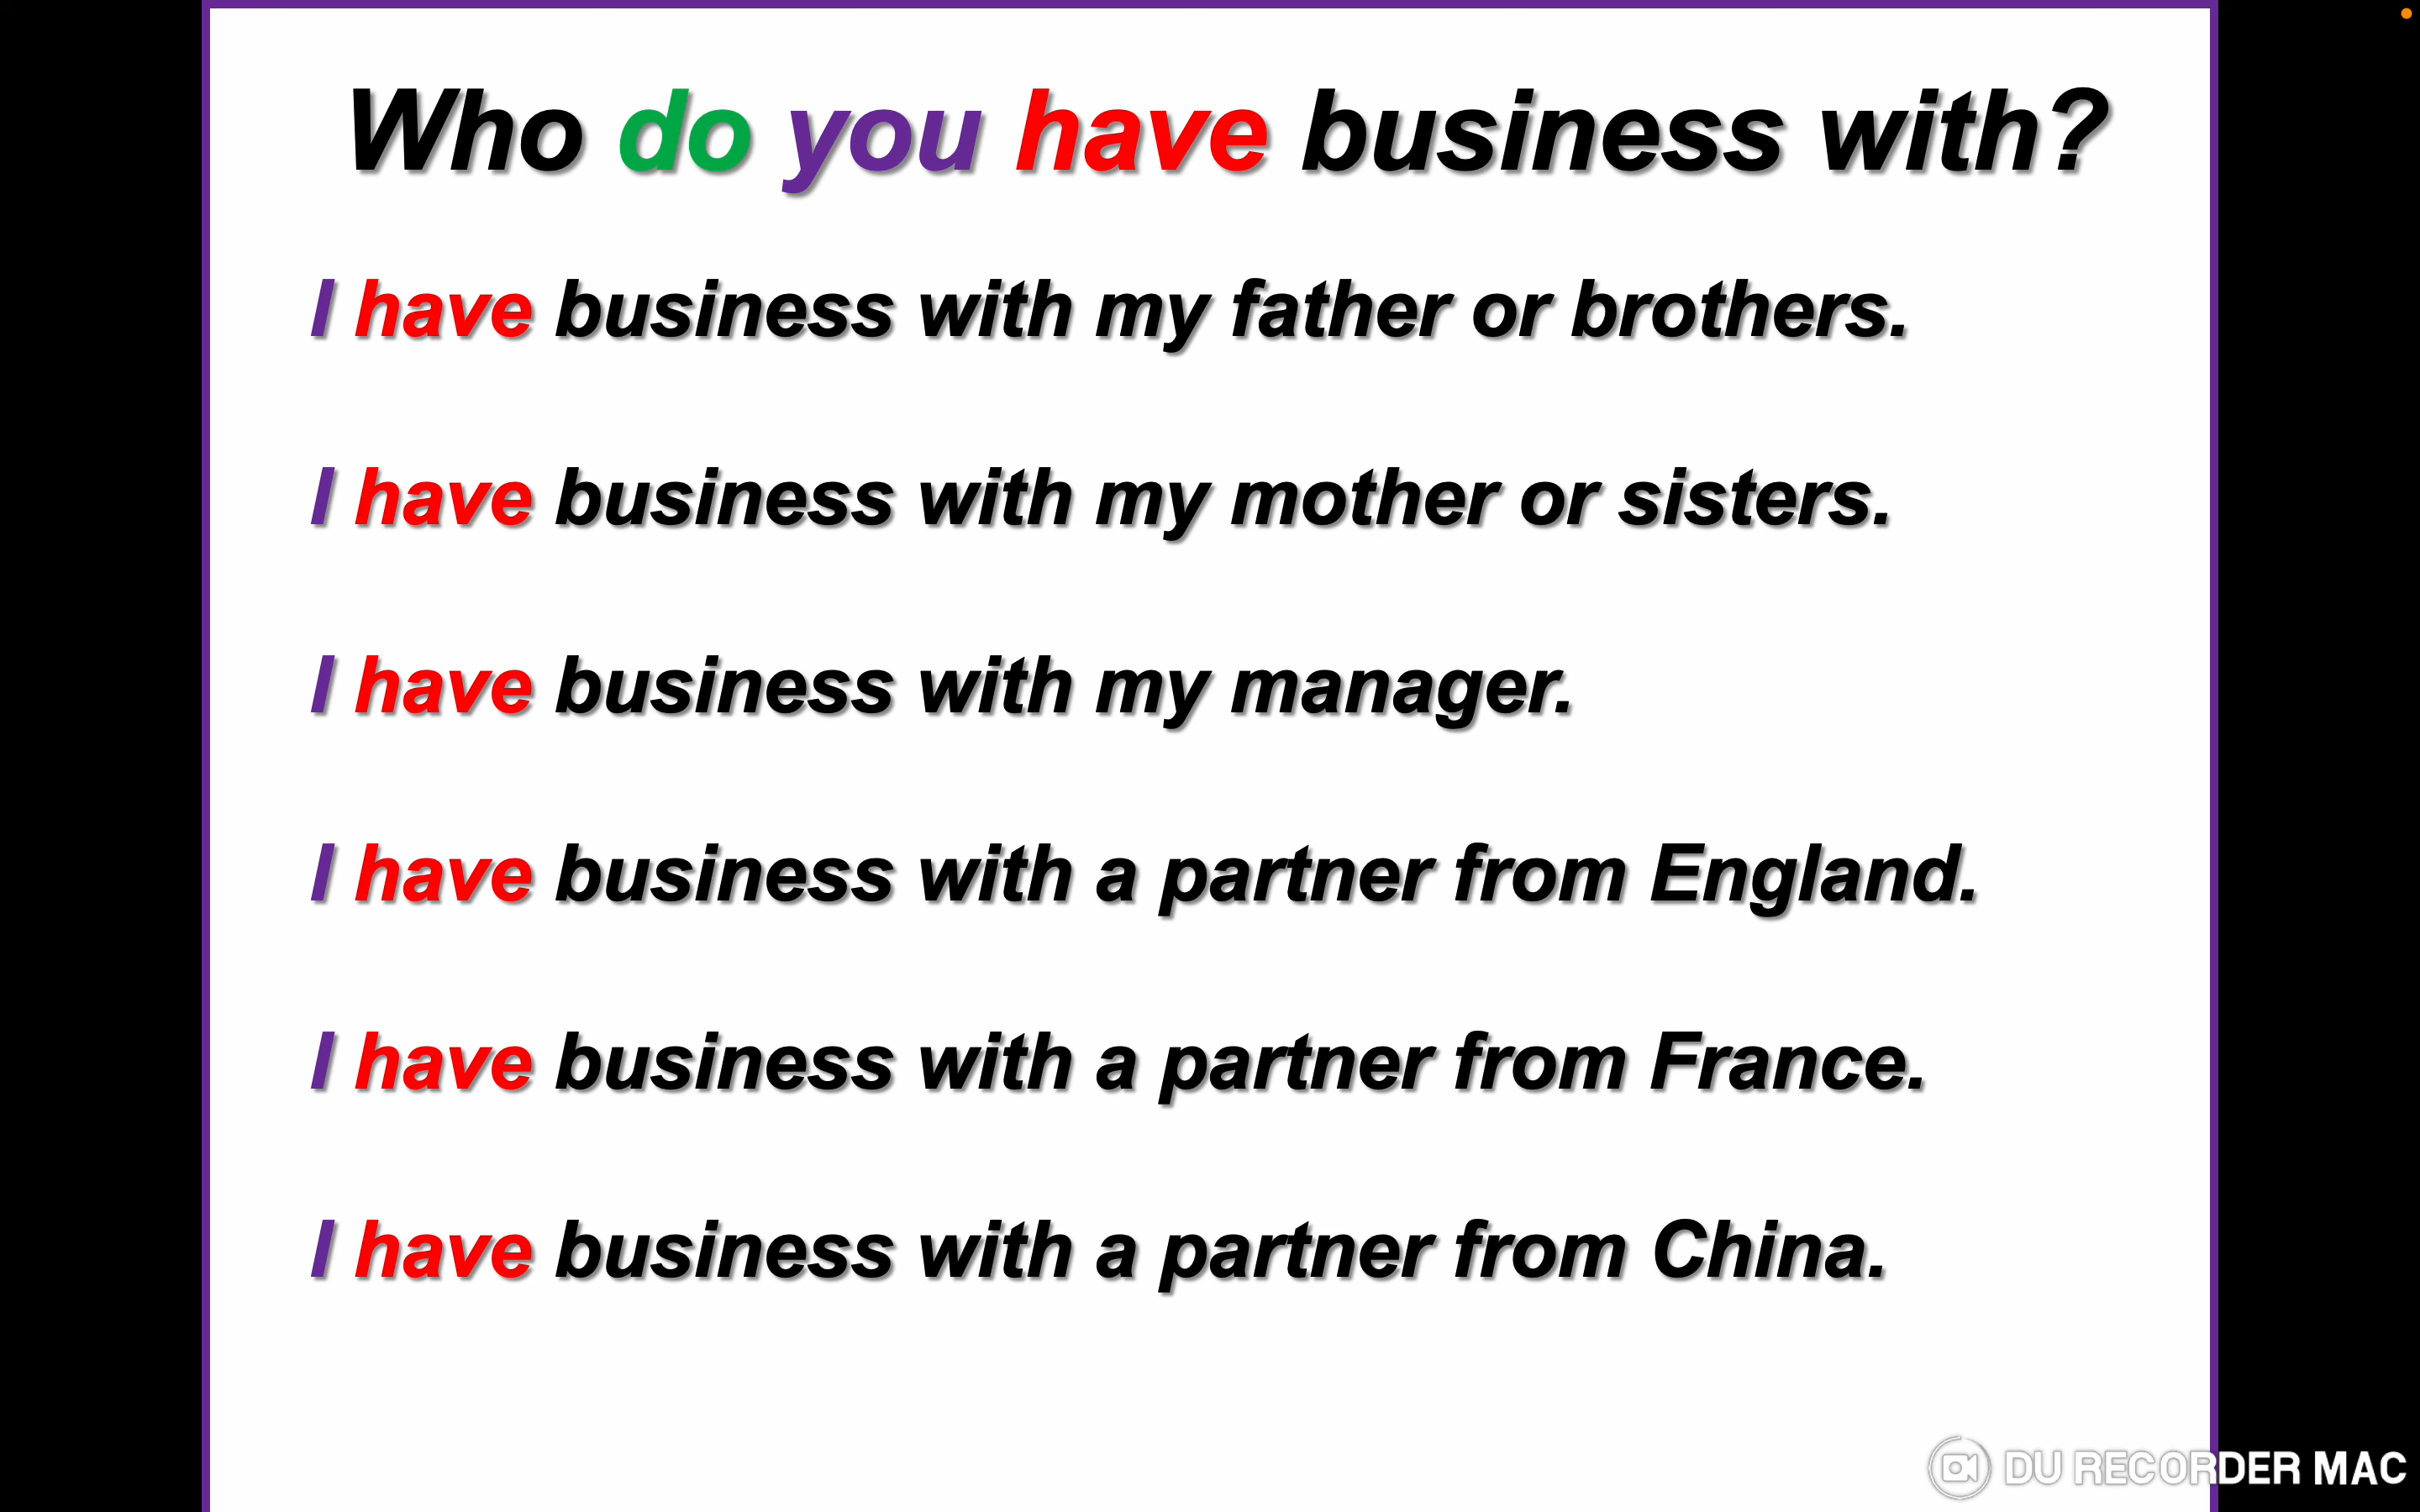 Who do you have business with?
I have business with my father or brothers.
I have business with my mother or sisters.
I have business with my manager.
I have business with a partner from England.
I have business with a partner from France.
I have business with a partner from China.
DU RECORDER MAC